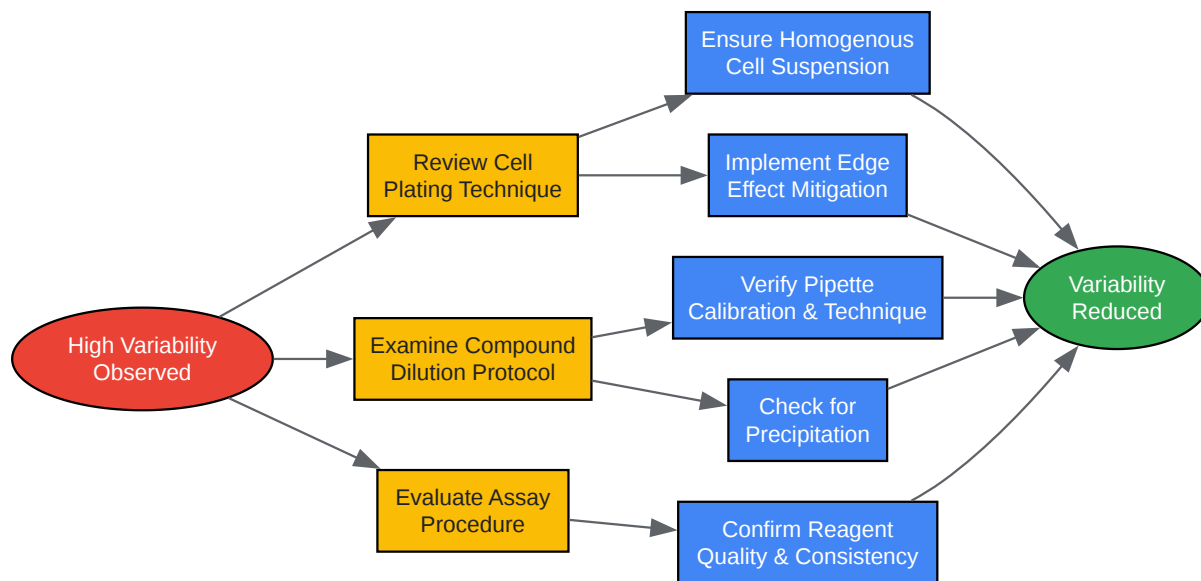 High Variability
Observed
Review Cell
Plating Technique
Examine Compound
Dilution Protocol
Evaluate Assay
Procedure
Ensure Homogenous
Cell Suspension
Implement Edge
Effect Mitigation
Verify Pipette
Calibration & Technique
Check for
Precipitation
Confirm Reagent
Quality & Consistency
Variability
Reduced